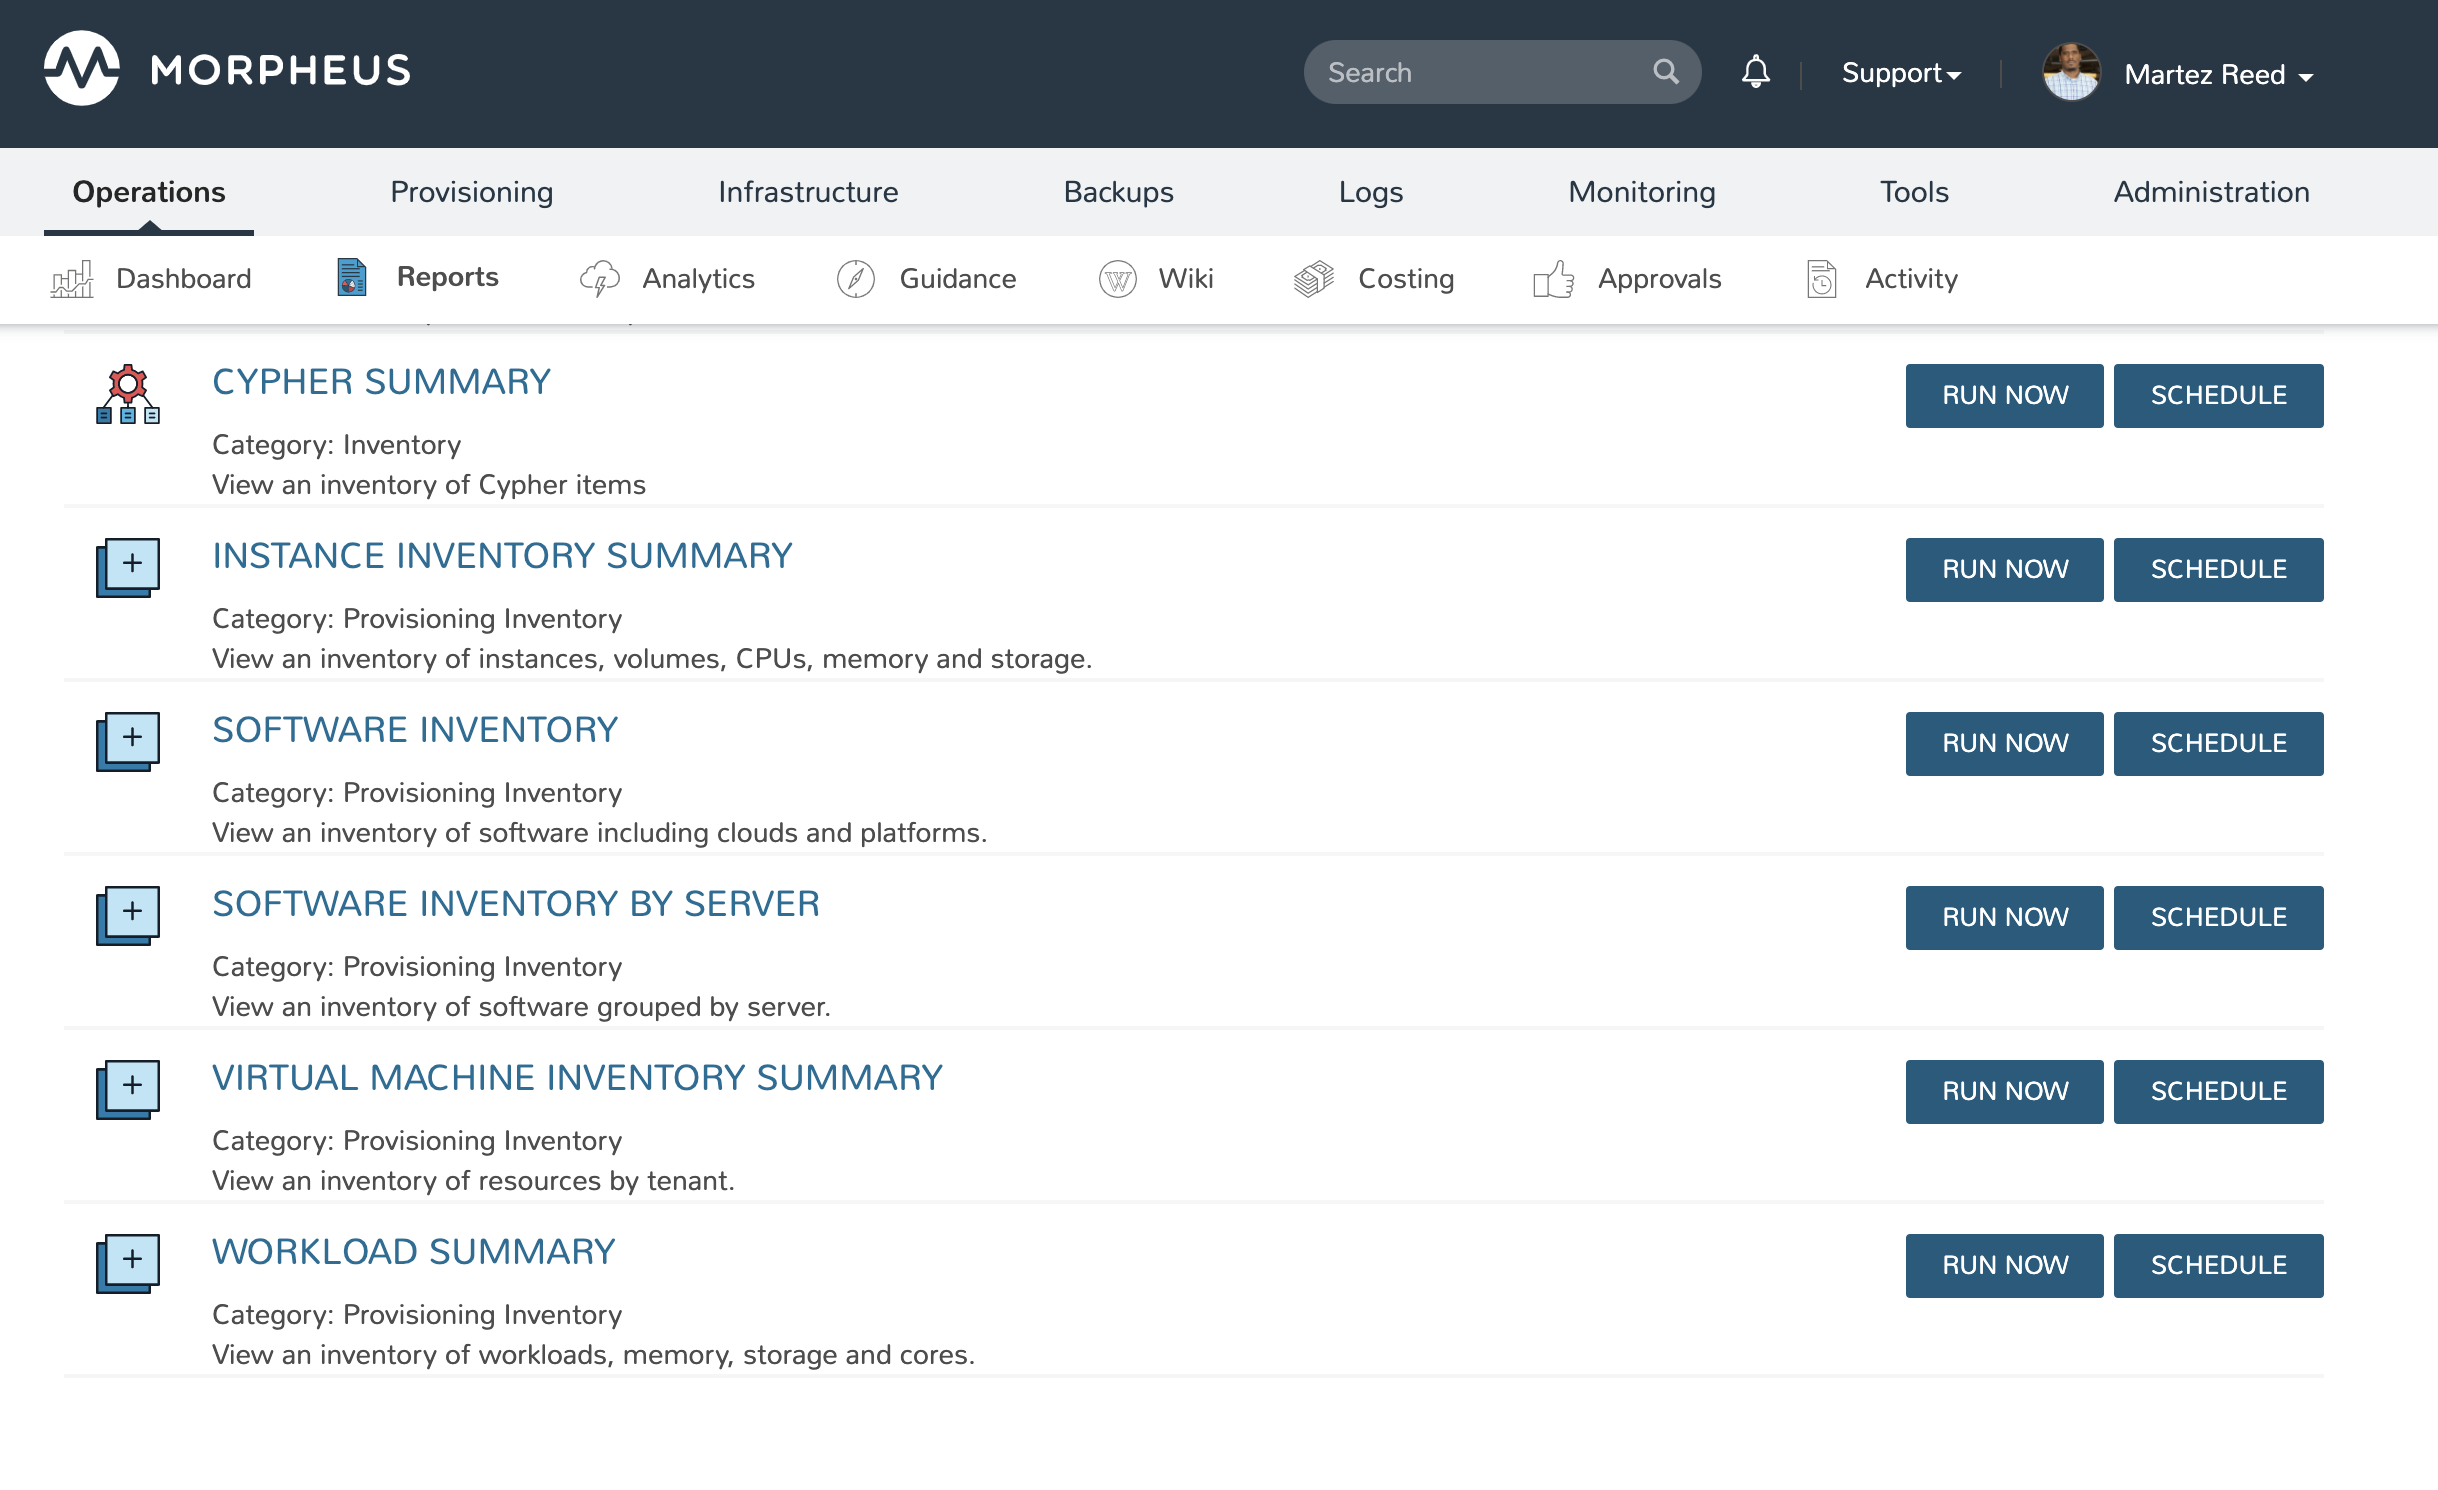 MORPHEUS
Search
Support
Martez Reed
Operations Provisioning Infrastructure Backups Logs Monitoring Tools Administration
Dashboard Reports Analytics Guidance Wiki Costing Approvals Activity
CYPHER SUMMARY
RUN NOW SCHEDULE
Category: Inventory
View an inventory of Cypher items
INSTANCE INVENTORY SUMMARY
RUN NOW SCHEDULE
Category: Provisioning Inventory
View an inventory of instances, volumes, CPUs, memory and storage.
SOFTWARE INVENTORY
RUN NOW SCHEDULE
Category: Provisioning Inventory
View an inventory of software including clouds and platforms.
SOFTWARE INVENTORY BY SERVER
RUN NOW SCHEDULE
Category: Provisioning Inventory
View an inventory of software grouped by server.
VIRTUAL MACHINE INVENTORY SUMMARY
RUN NOW SCHEDULE
Category: Provisioning Inventory
View an inventory of resources by tenant.
WORKLOAD SUMMARY
RUN NOW SCHEDULE
Category: Provisioning Inventory
View an inventory of workloads, memory, storage and cores.